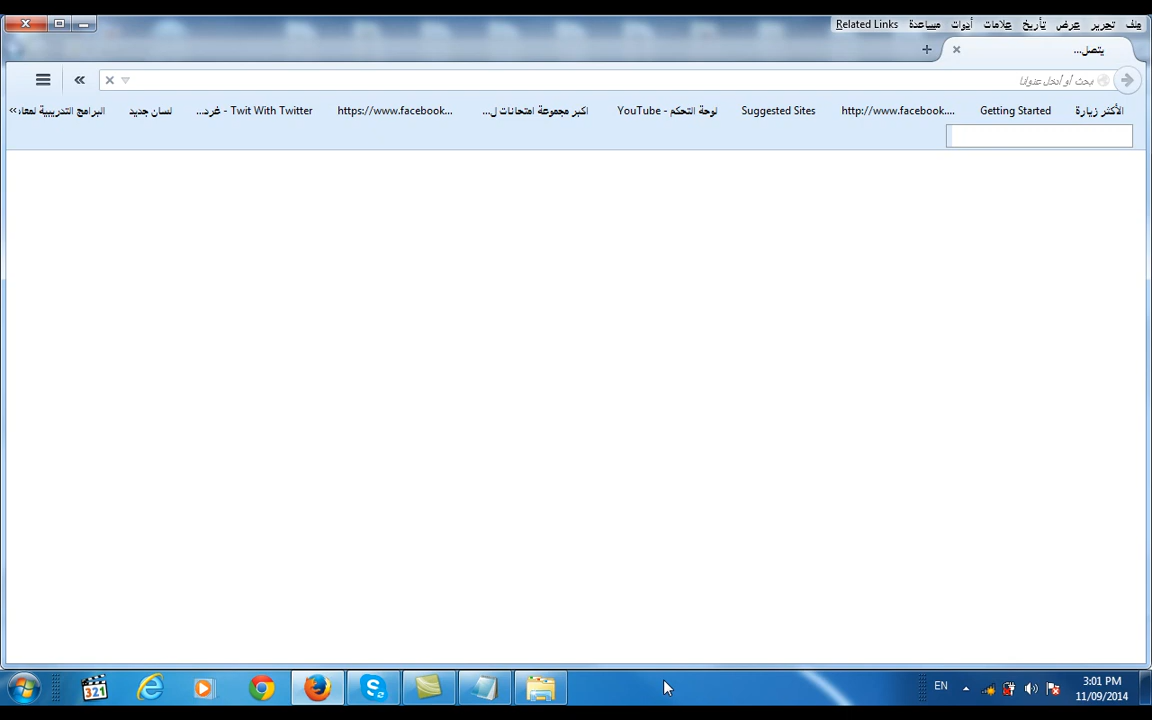 ملف تحرير عرض تأريخ علامات أدوات مساعدة Related Links
يتصل...
بحث أو أدخل عنوانا
الأكثر زيارة Getting Started http://www.facebook.... Suggested Sites لوحة التحكم - YouTube اكبر مجموعة امتحانات ل... https://www.facebook... Twit With Twitter - غرد... لسان جديد البرامج التدريبية لمعاد...
321
EN
3:01 PM
11/09/2014